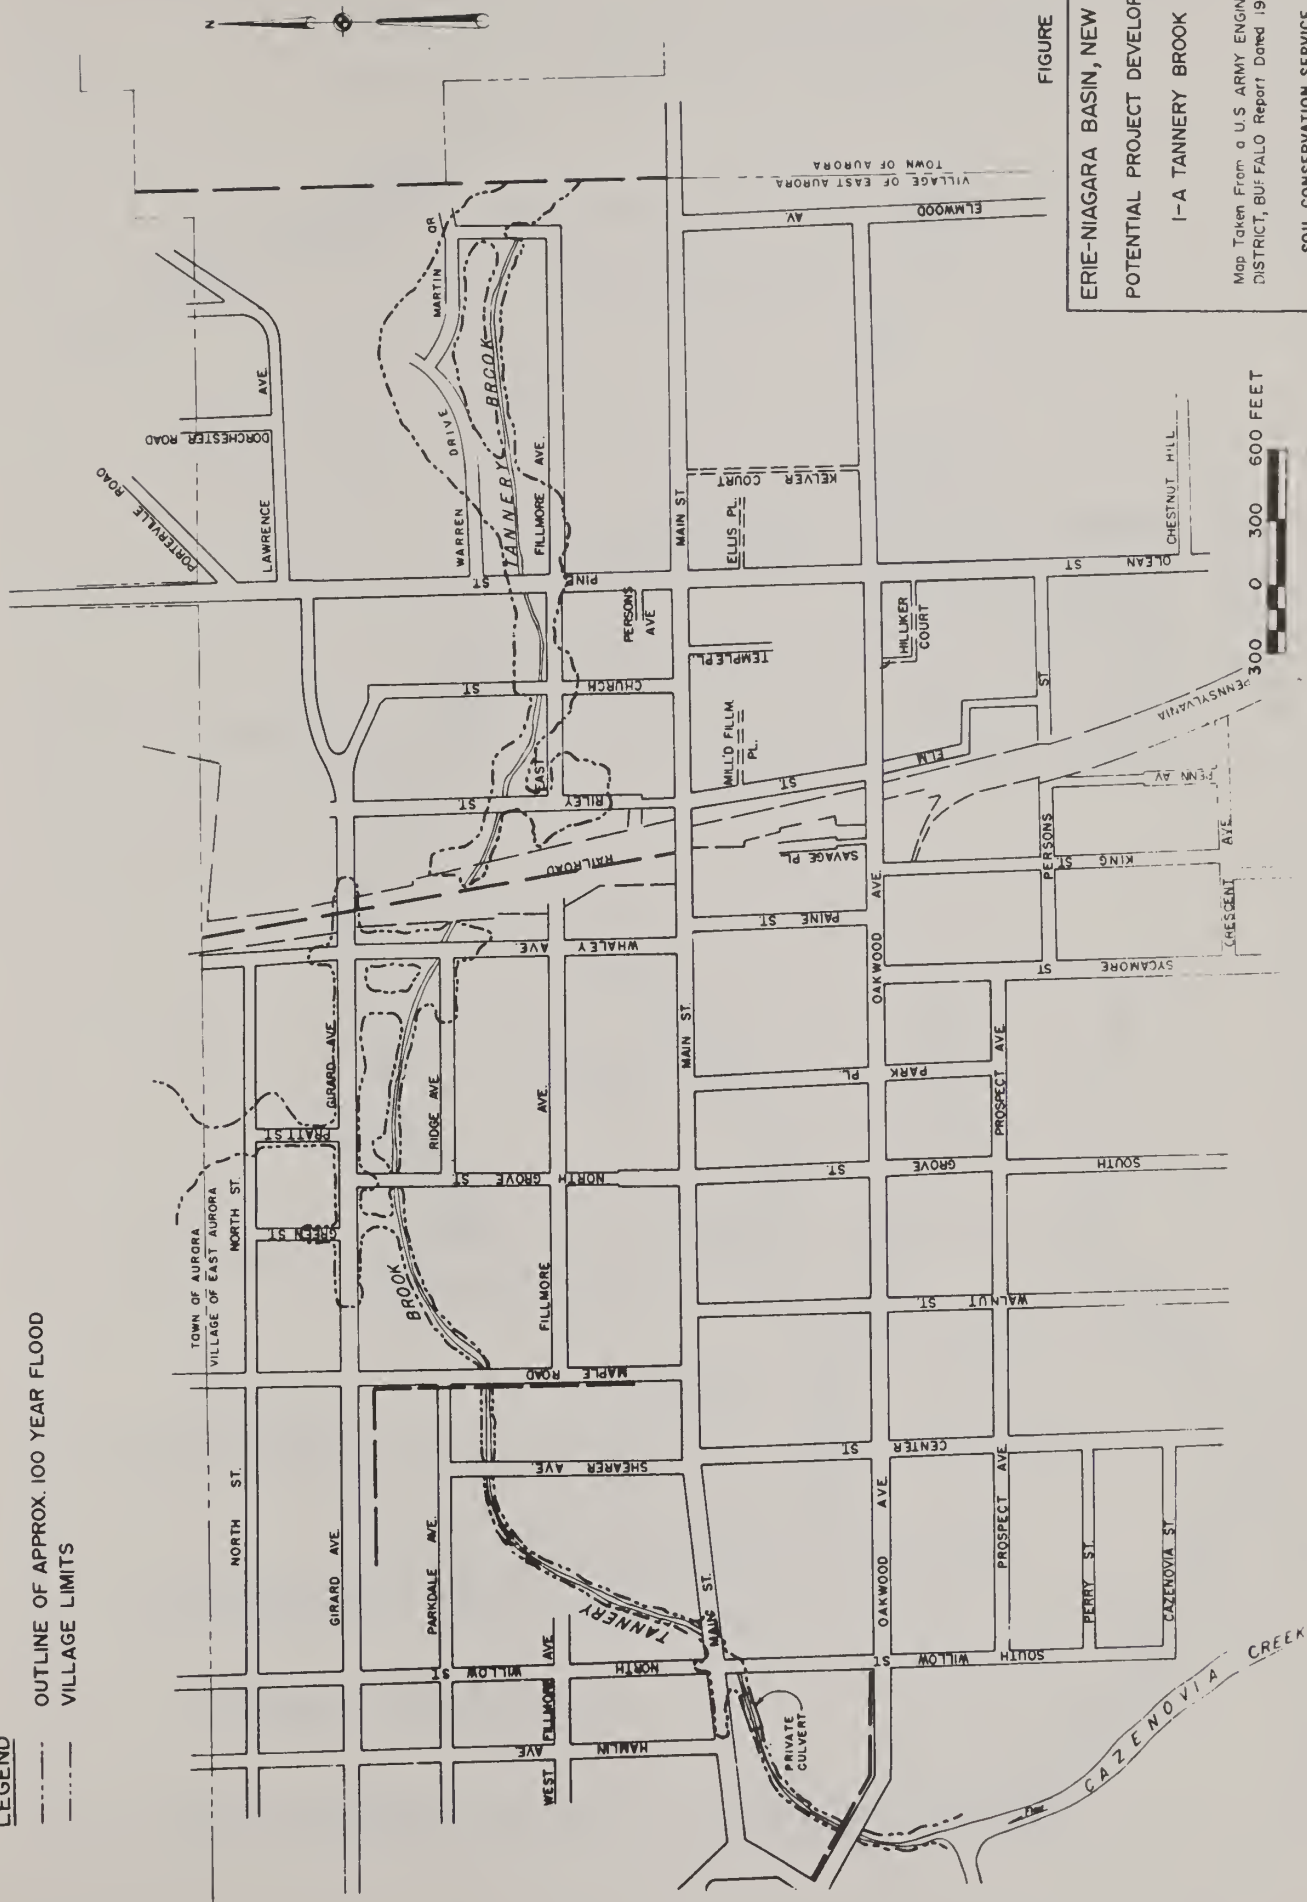 LEGEND
OUTLINE OF APPROX. 100 YEAR FLOOD
VILLAGE LIMITS
N
FIGURE
ERIE-NIAGARA BASIN, NEW
POTENTIAL PROJECT DEVELOP
1-A TANNERY BROOK
Map Taken From a U.S ARMY ENGIN
DISTRICT, BUFFALO Report Dated 19
SOIL CONSERVATION SERVICE
300 0 300 600 FEET
TOWN OF AURORA
VILLAGE OF EAST AURORA
ELMWOOD
AV.
MARTIN
DR
WARREN
DRIVE
TANNERY BROOK
FILLMORE
AVE.
DORCHESTER ROAD
PORTERVILLE
ROAD
LAWRENCE
AVE.
PINE
ST.
MAIN ST
KELVER
COURT
ELLIS PL.
OLEAN
ST
CHESTNUT HILL
PERSONS
AVE
TEMPLE PL.
HILLIKER
COURT
CHURCH
ST.
MILL'D FILLM.
PL.
ELM
ST.
ST.
EAST
RILEY
ST.
RAILROAD
PENNSYLVANIA
PENN AV
SAVAGE PL.
PERSONS
KING
ST.
AVE
CRESCENT
PAINE ST.
WHALEY
AVE.
OAKWOOD
AVE.
SYCAMORE
ST
GIRARD AVE.
PRATT ST.
RIDGE AVE
AVE.
MAIN ST.
PARK
PL.
PROSPECT AVE.
NORTH GROVE ST.
GROVE
ST.
SOUTH
TOWN OF AURORA
VILLAGE OF EAST AURORA
NORTH ST.
GREEN ST.
BROOK
FILLMORE
WALNUT
ST.
MAPLE
ROAD
NORTH
ST.
GIRARD
AVE.
PARKDALE
AVE.
SHEARER
AVE.
CENTER
ST.
OAKWOOD
AVE
PROSPECT
AVE
PERRY
ST.
CAZENOVIA ST.
TANNERY
MAIN
ST.
NORTH
WILLOW
ST
SOUTH
WILLOW
ST
WEST
FILLMORE
AVE
HAMLIN
AVE.
PRIVATE
CULVERT
CAZENOVIA
CREEK